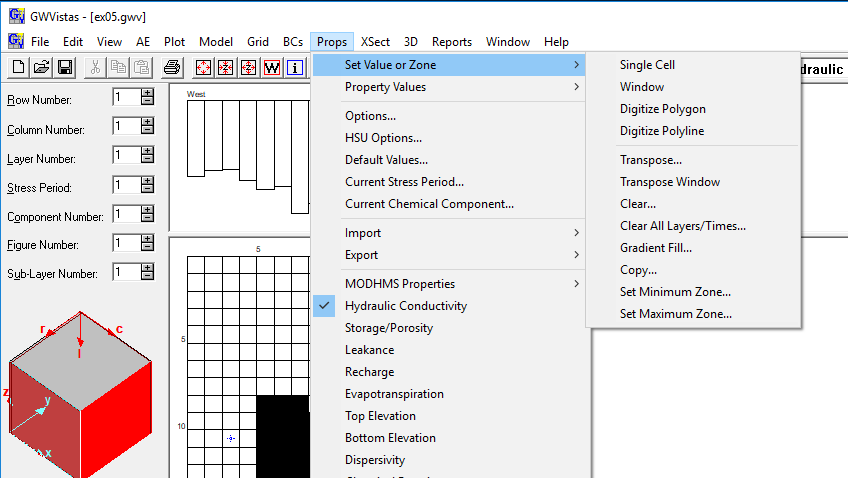 GWVistas - [ex05.gwv]
File Edit View AE Plot Model Grid BCs Props XSect 3D Reports Window Help
W i
Row Number: 1
Column Number: 1
Layer Number: 1
Stress Period: 1
Component Number: 1
Figure Number: 1
Sub-Layer Number: 1
r c
l
z
y
x
West
5
5
10
Set Value or Zone
Property Values
Options...
HSU Options...
Default Values...
Current Stress Period...
Current Chemical Component...
Import
Export
MODHMS Properties
Hydraulic Conductivity
Storage/Porosity
Leakance
Recharge
Evapotranspiration
Top Elevation
Bottom Elevation
Dispersivity
Single Cell
Window
Digitize Polygon
Digitize Polyline
Transpose...
Transpose Window
Clear...
Clear All Layers/Times...
Gradient Fill...
Copy...
Set Minimum Zone...
Set Maximum Zone...
draulic